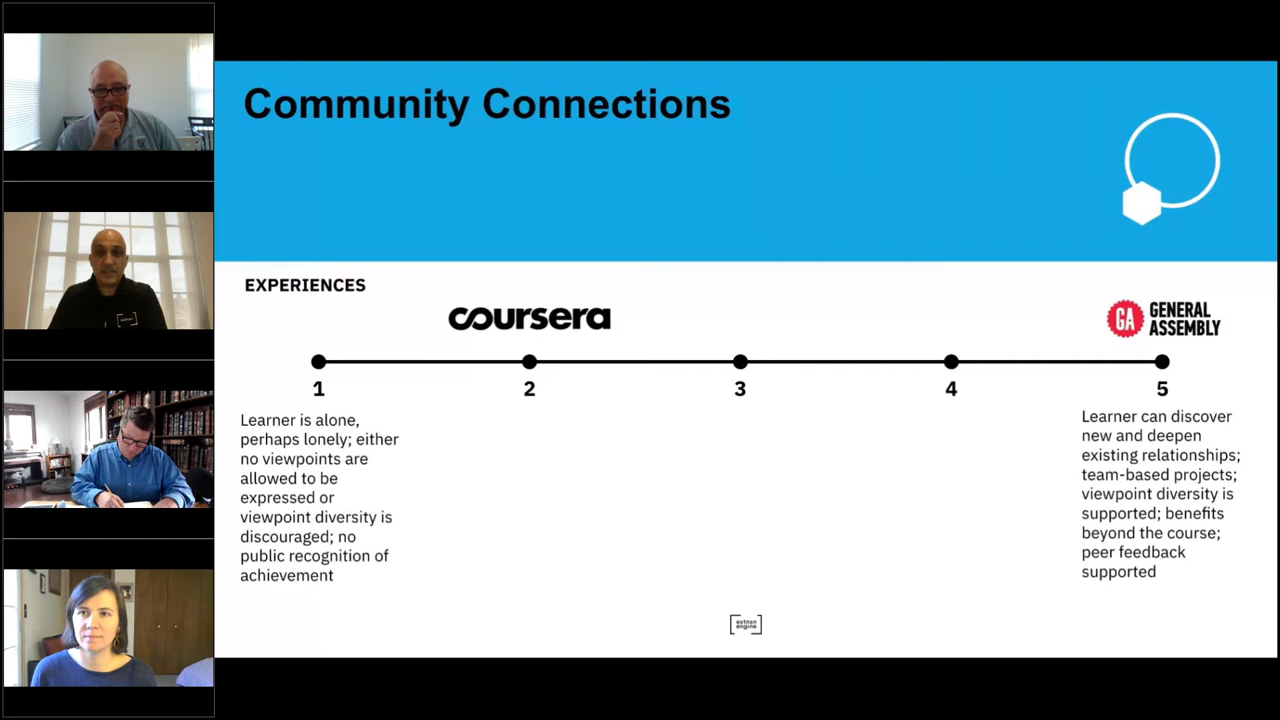 Community Connections
EXPERIENCES
coursera
GA
GENERAL
ASSEMBLY
1
2
3
4
5
Learner is alone,
perhaps lonely; either
no viewpoints are
allowed to be
expressed or
viewpoint diversity is
discouraged; no
public recognition of
achievement
Learner can discover
new and deepen
existing relationships;
team-based projects;
viewpoint diversity is
supported; benefits
beyond the course;
peer feedback
supported
extnsn
engine